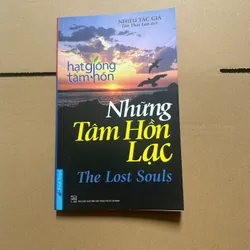 NHIỀU TÁC GIẢ
hạt giống
tâm hồn
Những
Tâm Hồn
Lạc
The Lost Souls